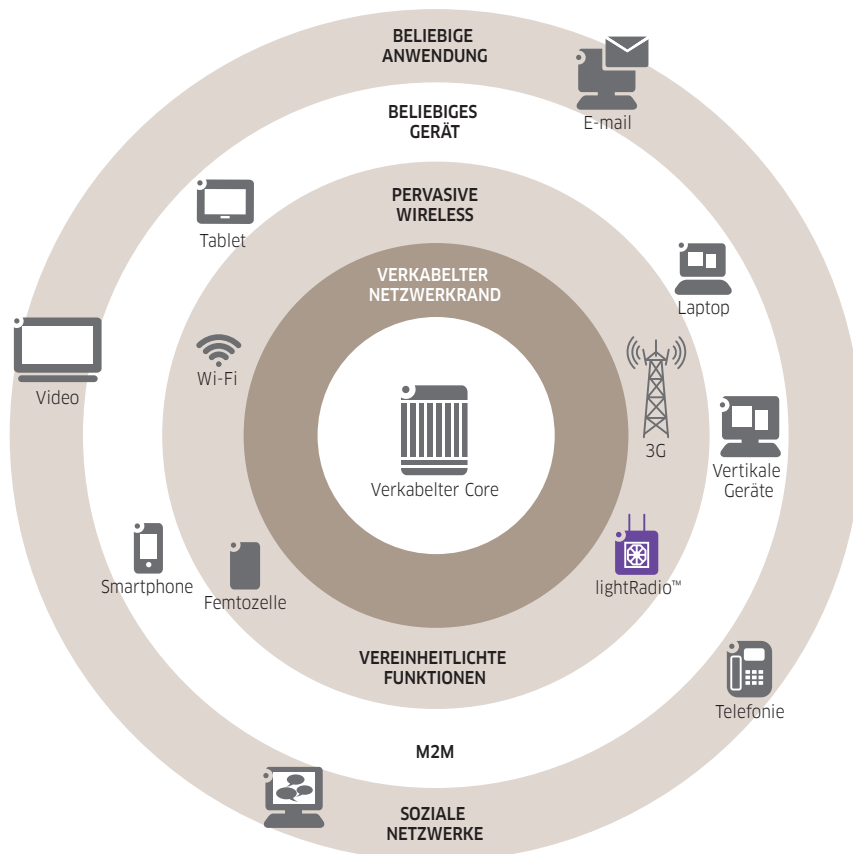 BELIEBIGE
ANWENDUNG
E-mail
BELIEBIGES
GERÄT
PERVASIVE
WIRELESS
Tablet
VERKABELTER
NETZWERKRAND
Laptop
Wi-Fi
Video
3G
Vertikale
Geräte
Verkabelter Core
Smartphone
Femtozelle
lightRadio™
VEREINHEITLICHTE
FUNKTIONEN
Telefonie
M2M
SOZIALE
NETZWERKE